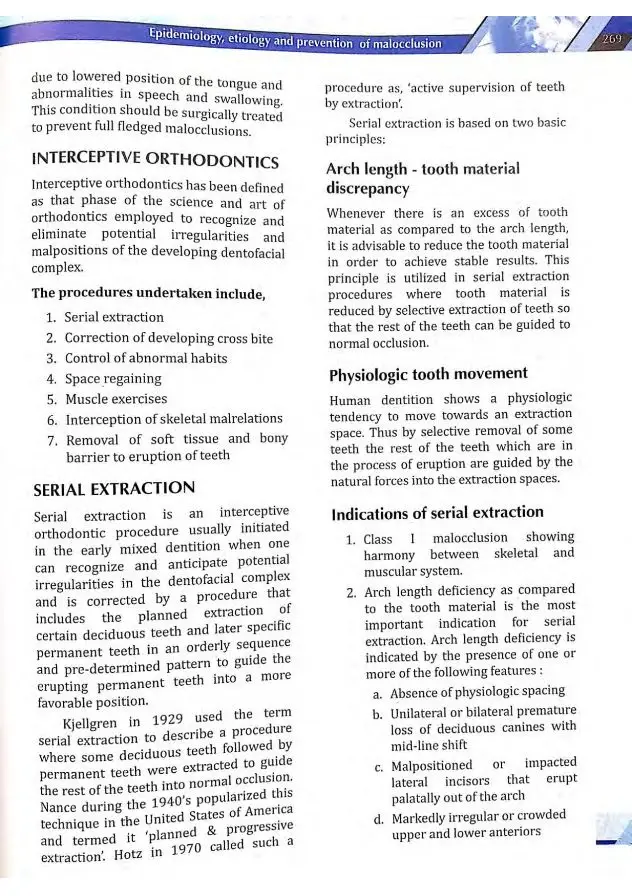 Epidemiology, etiology and prevention of malocclusion
269
due to lowered position of the tongue and
abnormalities in speech and swallowing.
This condition should be surgically treated
to prevent full fledged malocclusions.
INTERCEPTIVE ORTHODONTICS
Interceptive orthodontics has been defined
as that phase of the science and art of
orthodontics employed to recognize and
eliminate potential irregularities and
malpositions of the developing dentofacial
complex.
The procedures undertaken include,
1. Serial extraction
2. Correction of developing cross bite
3. Control of abnormal habits
4. Space regaining
5. Muscle exercises
6. Interception of skeletal malrelations
7. Removal of soft tissue and bony
barrier to eruption of teeth
SERIAL EXTRACTION
Serial extraction is an interceptive
orthodontic procedure usually initiated
in the early mixed dentition when one
can recognize and anticipate potential
irregularities in the dentofacial complex
and is corrected by a procedure that
includes the planned extraction of
certain deciduous teeth and later specific
permanent teeth in an orderly sequence
and pre-determined pattern to guide the
erupting permanent teeth into a more
favorable position.
Kjellgren in 1929 used the term
serial extraction to describe a procedure
where some deciduous teeth followed by
permanent teeth were extracted to guide
the rest of the teeth into normal occlusion.
Nance during the 1940's popularized this
technique in the United States of America
and termed it 'planned & progressive
extraction'. Hotz in 1970 called such a
procedure as, 'active supervision of teeth
by extraction'.
Serial extraction is based on two basic
principles:
Arch length - tooth material
discrepancy
Whenever there is an excess of tooth
material as compared to the arch length,
it is advisable to reduce the tooth material
in order to achieve stable results. This
principle is utilized in serial extraction
procedures where tooth material is
reduced by selective extraction of teeth so
that the rest of the teeth can be guided to
normal occlusion.
Physiologic tooth movement
Human dentition shows a physiologic
tendency to move towards an extraction
space. Thus by selective removal of some
teeth the rest of the teeth which are in
the process of eruption are guided by the
natural forces into the extraction spaces.
Indications of serial extraction
1. Class I malocclusion showing
harmony between skeletal and
muscular system.
2. Arch length deficiency as compared
to the tooth material is the most
important indication for serial
extraction. Arch length deficiency is
indicated by the presence of one or
more of the following features :
a. Absence of physiologic spacing
b. Unilateral or bilateral premature
loss of deciduous canines with
mid-line shift
c. Malpositioned or impacted
lateral incisors that erupt
palatally out of the arch
d. Markedly irregular or crowded
upper and lower anteriors